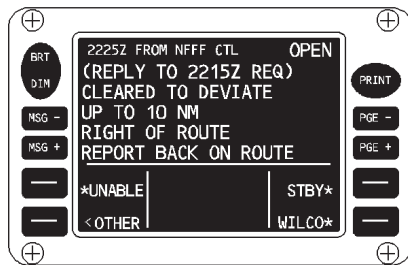 BRT
DIM
MSG -
MSG +
2225Z FROM NFFF CTL OPEN
(REPLY TO 2215Z REQ)
CLEARED TO DEVIATE
UP TO 10 NM
RIGHT OF ROUTE
REPORT BACK ON ROUTE
*UNABLE STBY*
<OTHER WILCO*
PRINT
PGE -
PGE +